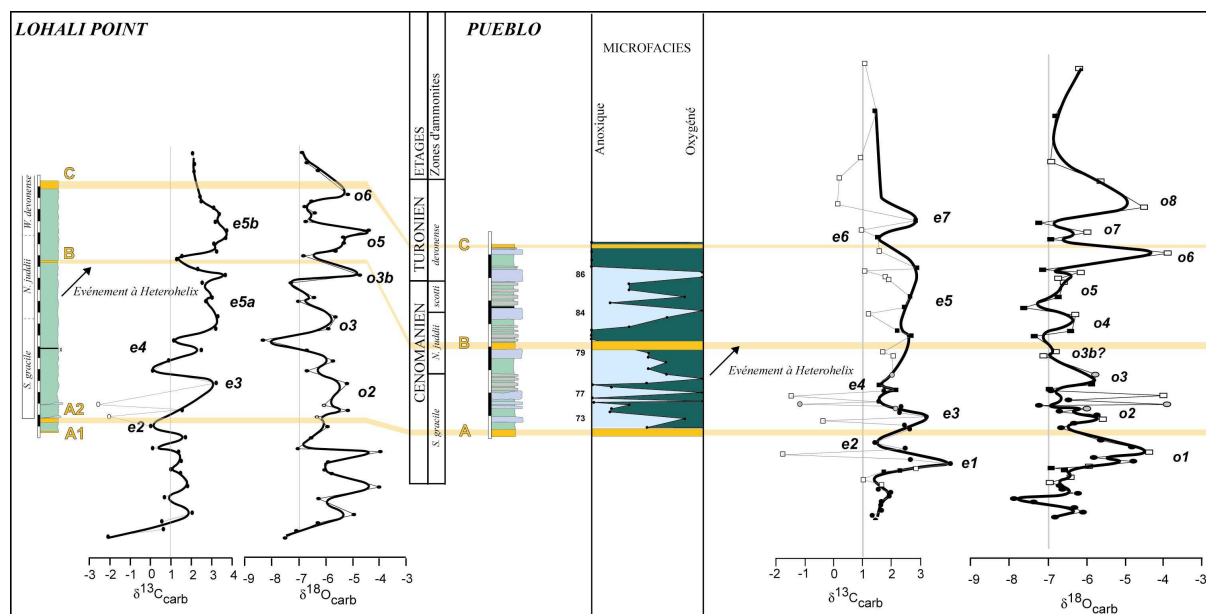 LOHALI POINT
PUEBLO
MICROFACIES
Anoxique
Oxygéné
ETAGES
Zones d'ammonites
TURONIEN
CENOMANIEN
devonense
scotti
N. juddii
S. gracile
W. devonense
N. juddii
S. gracile
C
B
A2
A1
Evénement à Heterohelix
e5b
e5a
e4
e3
e2
o6
o5
o3b
o3
o2
C
B
A
86
84
79
77
73
Evénement à Heterohelix
e7
e6
e5
e4
e3
e2
e1
o8
o7
o6
o5
o4
o3b?
o3
o2
o1
-3 -2 -1 0 1 2 3 4
δ13Ccarb
-9 -8 -7 -6 -5 -4 -3
δ18Ocarb
-5 -3 -1 1 3
δ13Ccarb
-9 -8 -7 -6 -5 -4 -3
δ18Ocarb